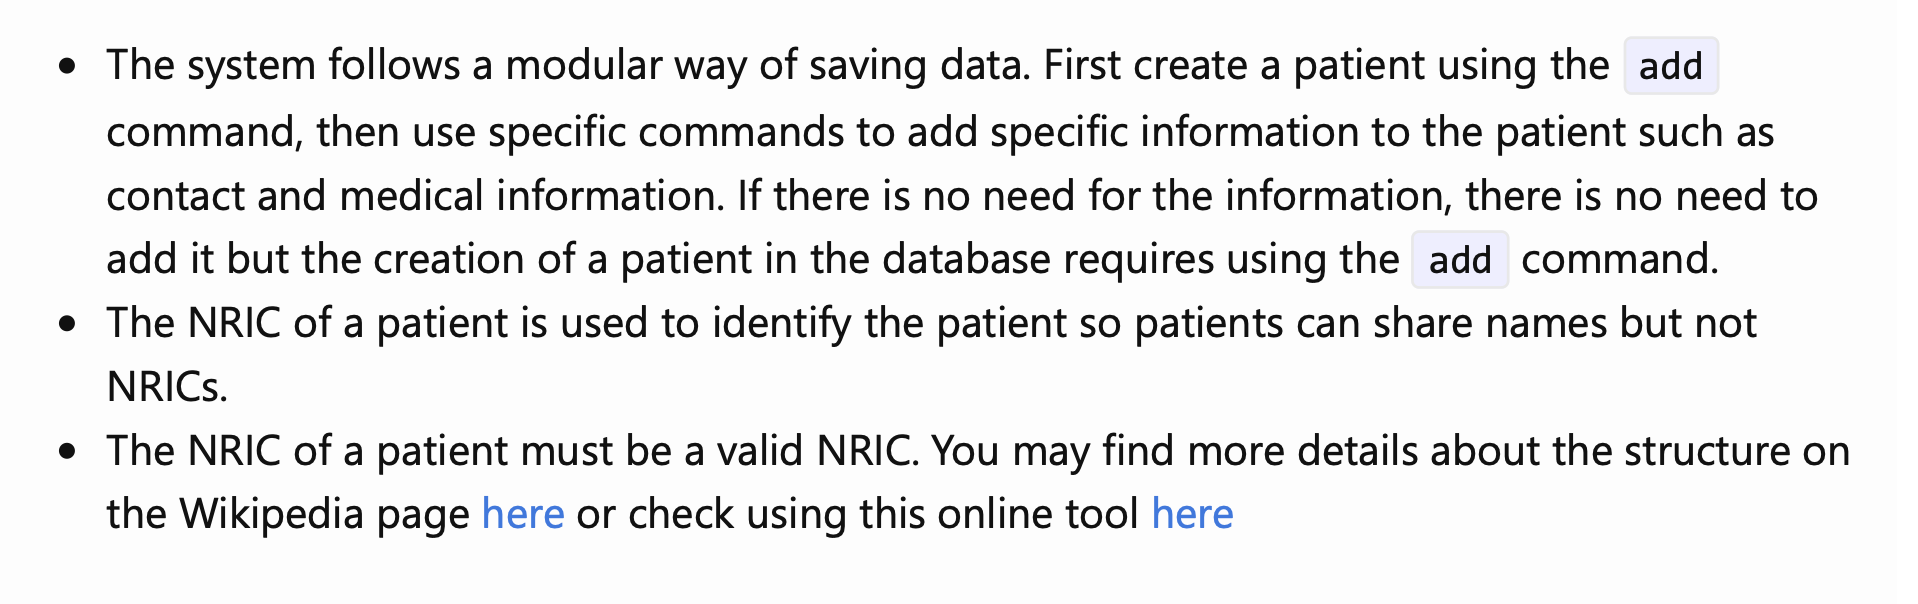 • The system follows a modular way of saving data. First create a patient using the add
command, then use specific commands to add specific information to the patient such as
contact and medical information. If there is no need for the information, there is no need to
add it but the creation of a patient in the database requires using the add command.
• The NRIC of a patient is used to identify the patient so patients can share names but not
NRICs.
• The NRIC of a patient must be a valid NRIC. You may find more details about the structure on
the Wikipedia page here or check using this online tool here